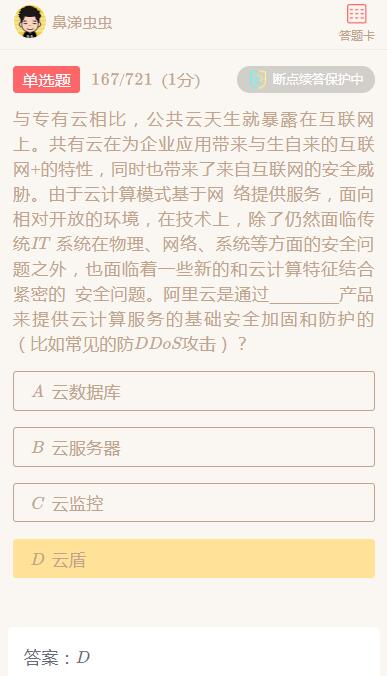 鼻涕虫虫
答题卡
单选题 167/721 (1分) 断点续答保护中
与专有云相比，公共云天生就暴露在互联网
上。共有云在为企业应用带来与生自来的互联
网+的特性，同时也带来了来自互联网的安全威
胁。由于云计算模式基于网 络提供服务，面向
相对开放的环境，在技术上，除了仍然面临传
统IT 系统在物理、网络、系统等方面的安全问
题之外，也面临着一些新的和云计算特征结合
紧密的 安全问题。阿里云是通过________产品
来提供云计算服务的基础安全加固和防护的
（比如常见的防DDoS攻击）？
A 云数据库
B 云服务器
C 云监控
D 云盾
答案：D